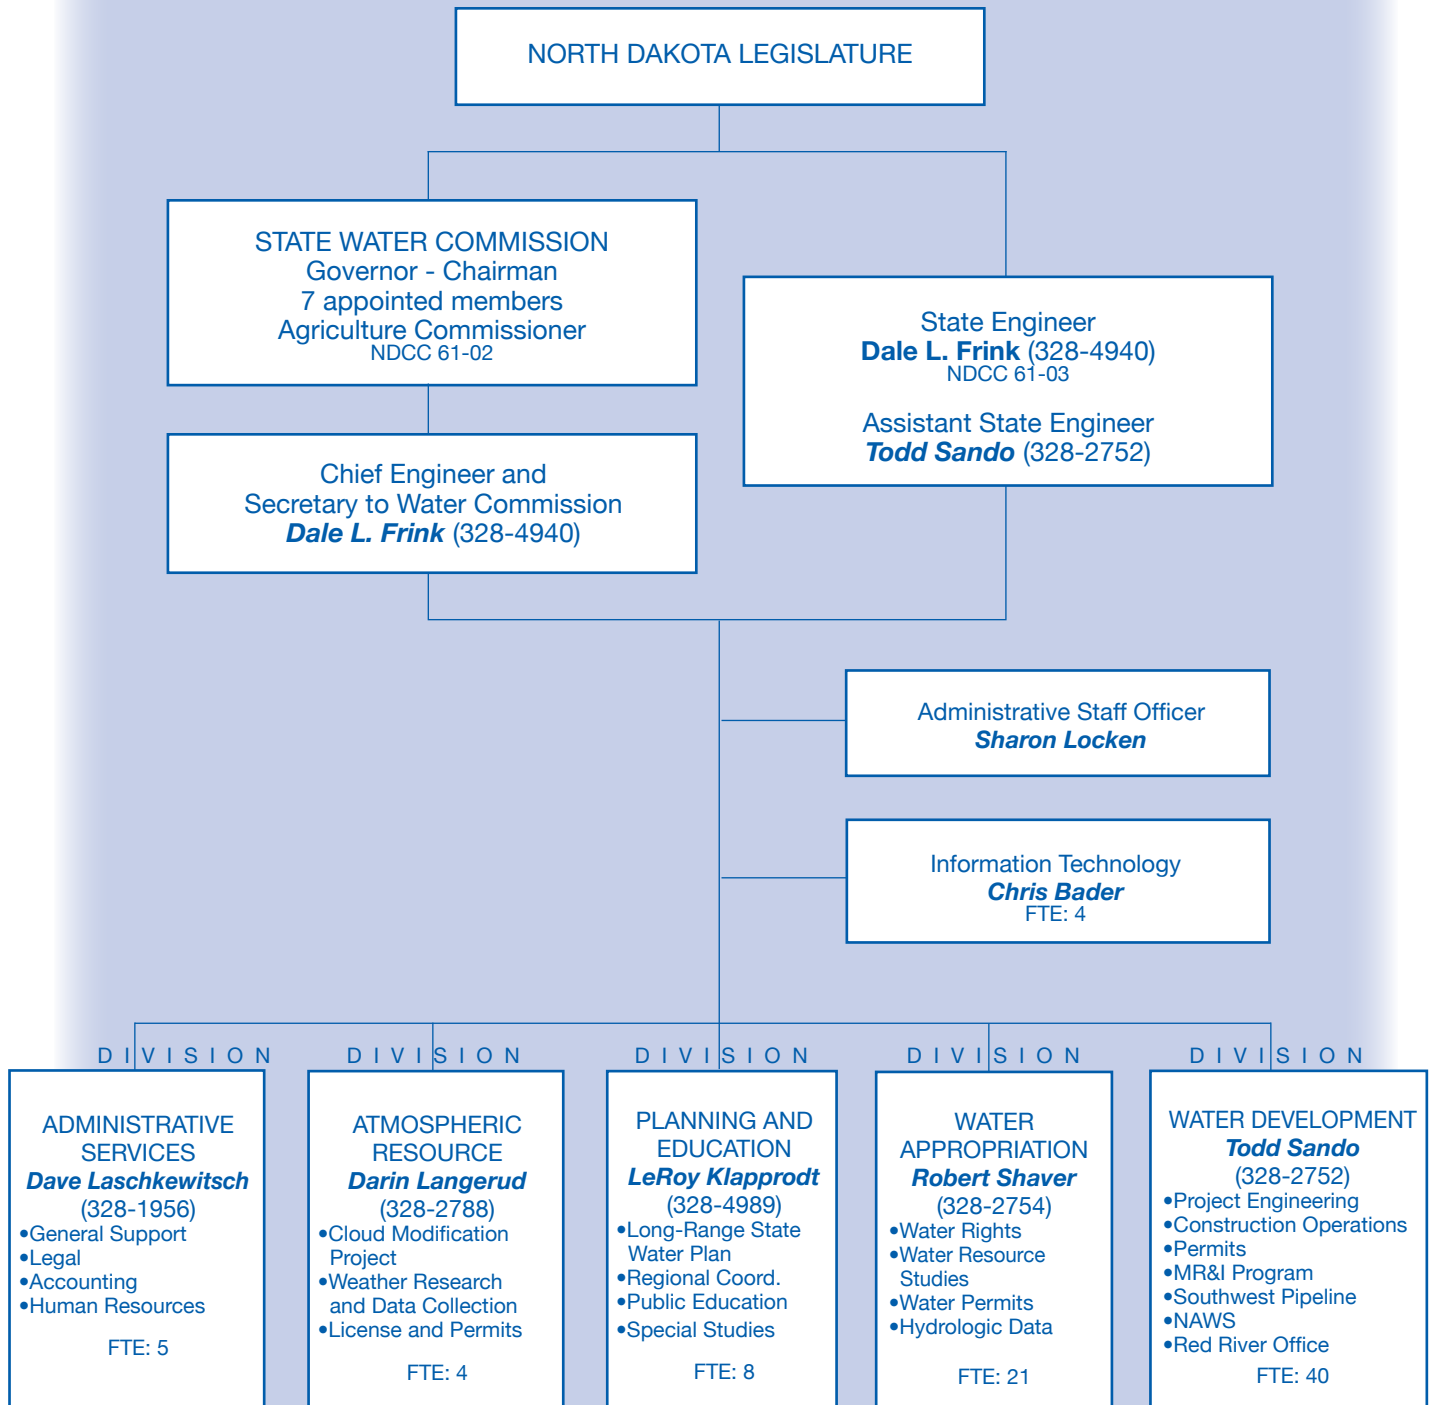 NORTH DAKOTA LEGISLATURE
STATE WATER COMMISSION
Governor - Chairman
7 appointed members
Agriculture Commissioner
NDCC 61-02
State Engineer
Dale L. Frink (328-4940)
NDCC 61-03
Assistant State Engineer
Todd Sando (328-2752)
Chief Engineer and
Secretary to Water Commission
Dale L. Frink (328-4940)
Administrative Staff Officer
Sharon Locken
Information Technology
Chris Bader
FTE: 4
DIVISION
ADMINISTRATIVE
SERVICES
Dave Laschkewitsch
(328-1956)
•General Support
•Legal
•Accounting
•Human Resources
FTE: 5
DIVISION
ATMOSPHERIC
RESOURCE
Darin Langerud
(328-2788)
•Cloud Modification
Project
•Weather Research
and Data Collection
•License and Permits
FTE: 4
DIVISION
PLANNING AND
EDUCATION
LeRoy Klapprodt
(328-4989)
•Long-Range State
Water Plan
•Regional Coord.
•Public Education
•Special Studies
FTE: 8
DIVISION
WATER
APPROPRIATION
Robert Shaver
(328-2754)
•Water Rights
•Water Resource
Studies
•Water Permits
•Hydrologic Data
FTE: 21
DIVISION
WATER DEVELOPMENT
Todd Sando
(328-2752)
•Project Engineering
•Construction Operations
•Permits
•MR&I Program
•Southwest Pipeline
•NAWS
•Red River Office
FTE: 40